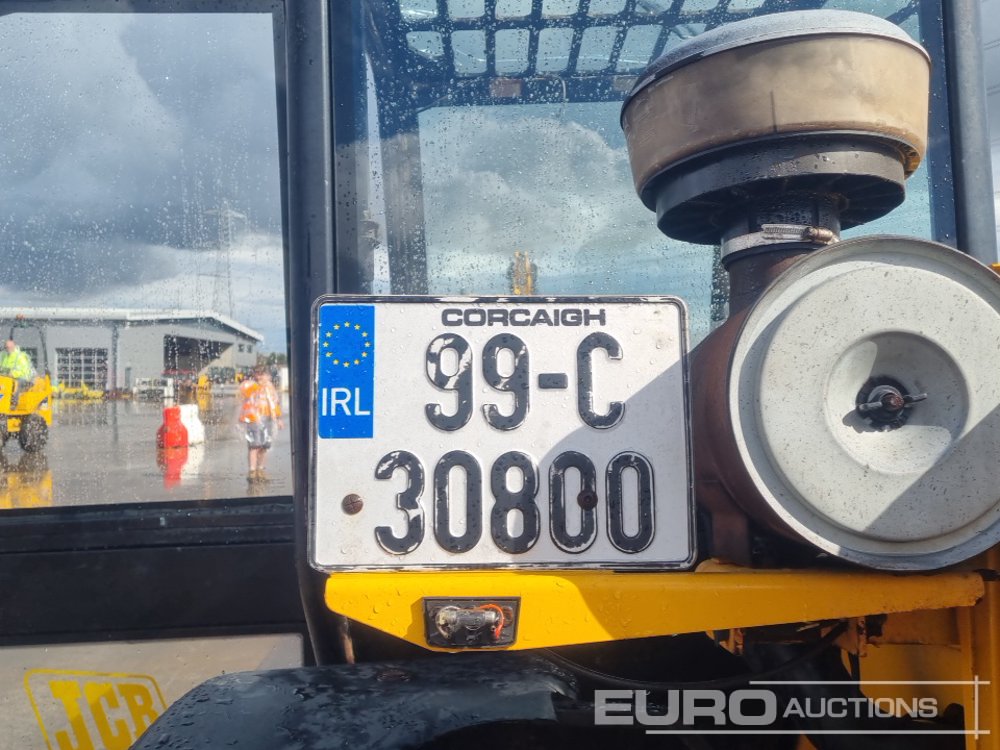 CORCAIGH
IRL
99-C
30800
JCB
EURO AUCTIONS